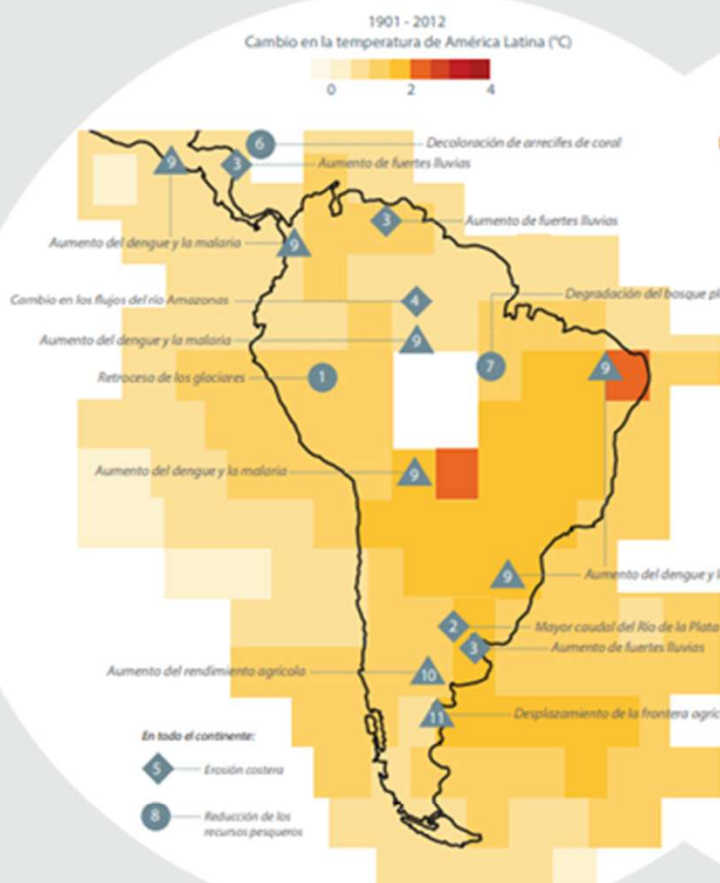 1901 - 2012
Cambio en la temperatura de América Latina (°C)
0 2 4
6 Decoloración de arrecifes de coral
9 3 Aumento de fuertes lluvias
3 Aumento de fuertes lluvias
Aumento del dengue y la malaria 9
Cambio en los flujos del río Amazonas 4
Degradación del bosque
Aumento del dengue y la malaria 9
Retroceso de los glaciares 1
7
9
Aumento del dengue y la malaria 9
9 Aumento del dengue y
2 Mayor caudal del Río de la Plata
3 Aumento de fuertes lluvias
Aumento del rendimiento agrícola 10
11 Desplazamiento de la frontera
En todo el continente:
5 Erosión costera
8 Reducción de los
recursos pesqueros